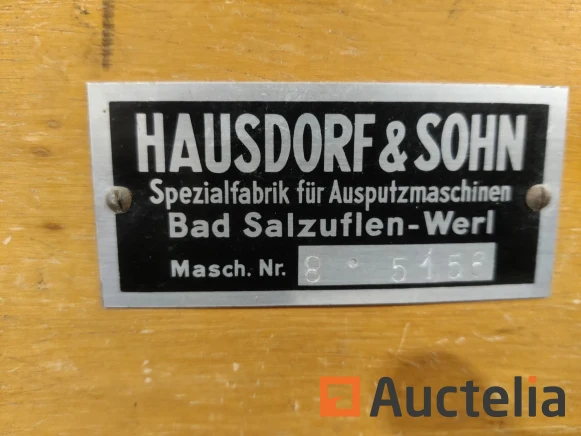 HAUSDORF & SOHN
Spezialfabrik für Ausputzmaschinen
Bad Salzuflen-Werl
Masch. Nr. 8 · 5158
Auctelia